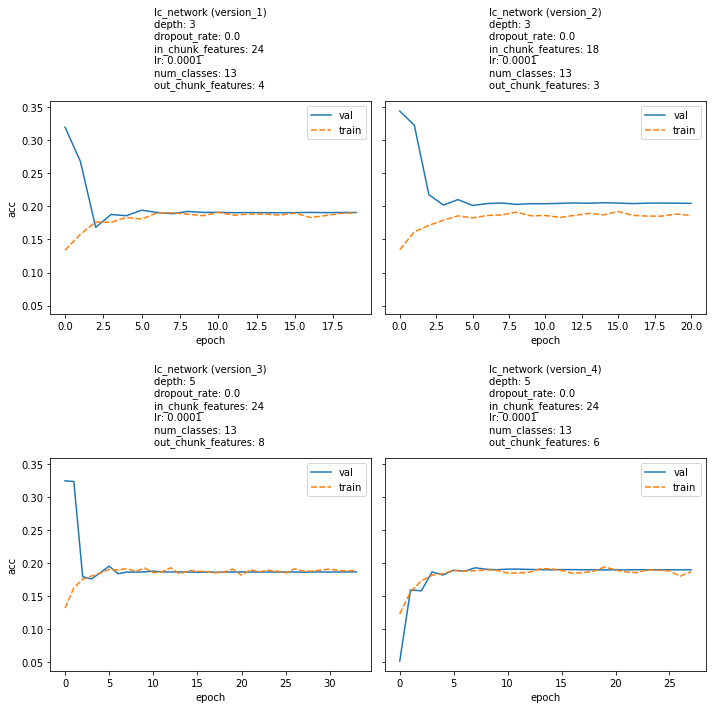 lc_network (version_1)
depth: 3
dropout_rate: 0.0
in_chunk_features: 24
lr: 0.0001
num_classes: 13
out_chunk_features: 4
lc_network (version_2)
depth: 3
dropout_rate: 0.0
in_chunk_features: 18
lr: 0.0001
num_classes: 13
out_chunk_features: 3
0.35
0.30
0.25
0.20
0.15
0.10
0.05
acc
val
train
0.0 2.5 5.0 7.5 10.0 12.5 15.0 17.5
epoch
val
train
0.0 2.5 5.0 7.5 10.0 12.5 15.0 17.5 20.0
epoch
lc_network (version_3)
depth: 5
dropout_rate: 0.0
in_chunk_features: 24
lr: 0.0001
num_classes: 13
out_chunk_features: 8
lc_network (version_4)
depth: 5
dropout_rate: 0.0
in_chunk_features: 24
lr: 0.0001
num_classes: 13
out_chunk_features: 6
0.35
0.30
0.25
0.20
0.15
0.10
0.05
acc
val
train
0 5 10 15 20 25 30
epoch
val
train
0 5 10 15 20 25
epoch